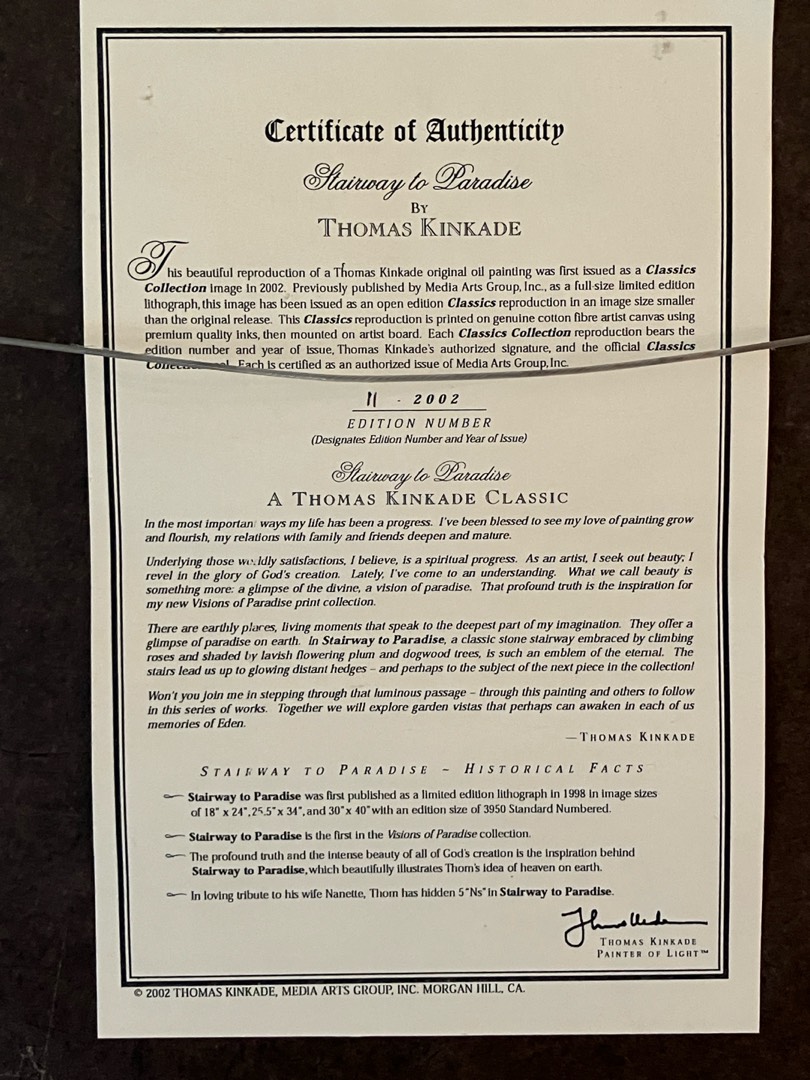 Certificate of Authenticity
Stairway to Paradise
BY
THOMAS KINKADE
This beautiful reproduction of a Thomas Kinkade original oil painting was first issued as a Classics
Collection image in 2002. Previously published by Media Arts Group, Inc., as a full-size limited edition
lithograph, this image has been issued as an open edition Classics reproduction in an image size smaller
than the original release. This Classics reproduction is printed on genuine cotton fibre artist canvas using
premium quality inks, then mounted on artist board. Each Classics Collection reproduction bears the
edition number and year of issue, Thomas Kinkade's authorized signature, and the official Classics
Each is certified as an authorized issue of Media Arts Group, Inc.
11 - 2002
EDITION NUMBER
(Designates Edition Number and Year of Issue)
Stairway to Paradise
A THOMAS KINKADE CLASSIC
In the most important ways my life has been a progress. I've been blessed to see my love of painting grow
and flourish, my relations with family and friends deepen and mature.
Underlying those worldly satisfactions, I believe, is a spiritual progress. As an artist, I seek out beauty; I
revel in the glory of God's creation. Lately, I've come to an understanding. What we call beauty is
something more: a glimpse of the divine, a vision of paradise. That profound truth is the inspiration for
my new Visions of Paradise print collection.
There are earthly places, living moments that speak to the deepest part of my imagination. They offer a
glimpse of paradise on earth. In Stairway to Paradise, a classic stone stairway embraced by climbing
roses and shaded by lavish flowering plum and dogwood trees, is such an emblem of the eternal. The
stairs lead us up to glowing distant hedges – and perhaps to the subject of the next piece in the collection!
Won't you join me in stepping through that luminous passage – through this painting and others to follow
in this series of works. Together we will explore garden vistas that perhaps can awaken in each of us
memories of Eden.
—THOMAS KINKADE
STAIRWAY TO PARADISE ~ HISTORICAL FACTS
Stairway to Paradise was first published as a limited edition lithograph in 1998 in image sizes
of 18" x 24", 25.5" x 34", and 30" x 40" with an edition size of 3950 Standard Numbered.
Stairway to Paradise is the first in the Visions of Paradise collection.
The profound truth and the intense beauty of all of God's creation is the inspiration behind
Stairway to Paradise, which beautifully illustrates Thom's idea of heaven on earth.
In loving tribute to his wife Nanette, Thom has hidden 5 "Ns" in Stairway to Paradise.
THOMAS KINKADE
PAINTER OF LIGHT™
© 2002 THOMAS KINKADE, MEDIA ARTS GROUP, INC. MORGAN HILL, CA.